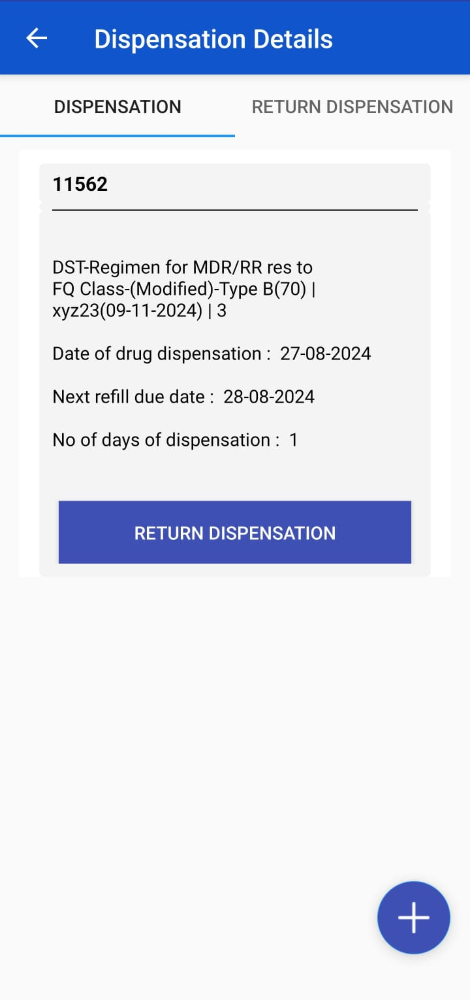 Dispensation Details
DISPENSATION
RETURN DISPENSATION
11562
DST-Regimen for MDR/RR res to
FQ Class-(Modified)-Type B(70) |
xyz23(09-11-2024) | 3
Date of drug dispensation :  27-08-2024
Next refill due date :  28-08-2024
No of days of dispensation :  1
RETURN DISPENSATION